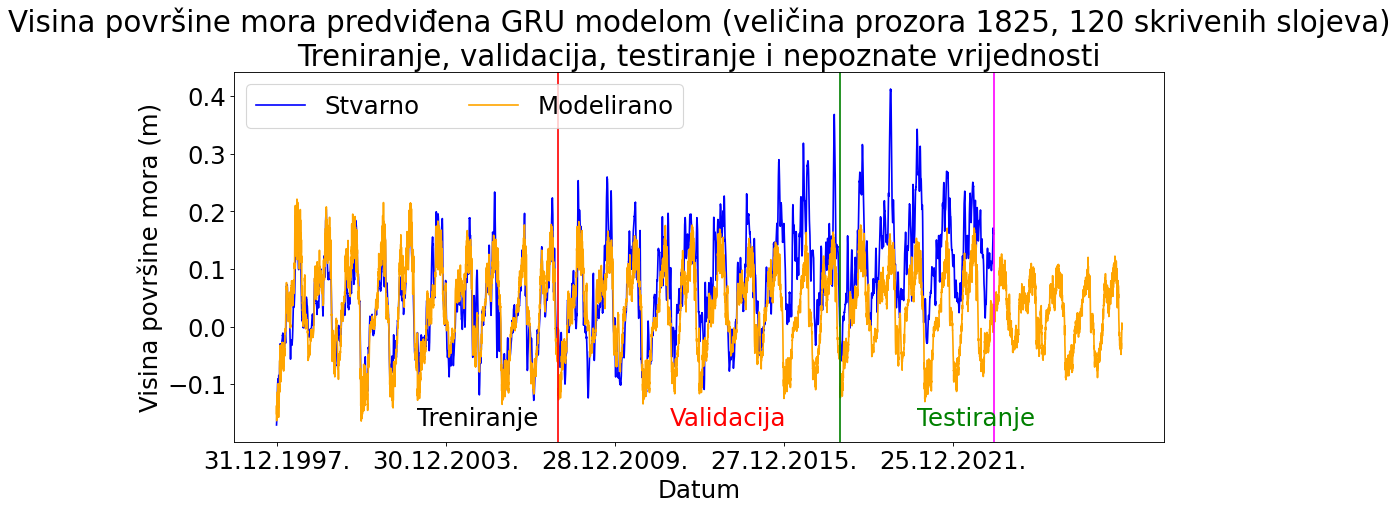 Visina površine mora predviđena GRU modelom (veličina prozora 1825, 120 skrivenih slojeva)
Treniranje, validacija, testiranje i nepoznate vrijednosti
Stvarno
Modelirano
Visina površine mora (m)
0.4
0.3
0.2
0.1
0.0
−0.1
Treniranje
Validacija
Testiranje
31.12.1997.
30.12.2003.
28.12.2009.
27.12.2015.
25.12.2021.
Datum